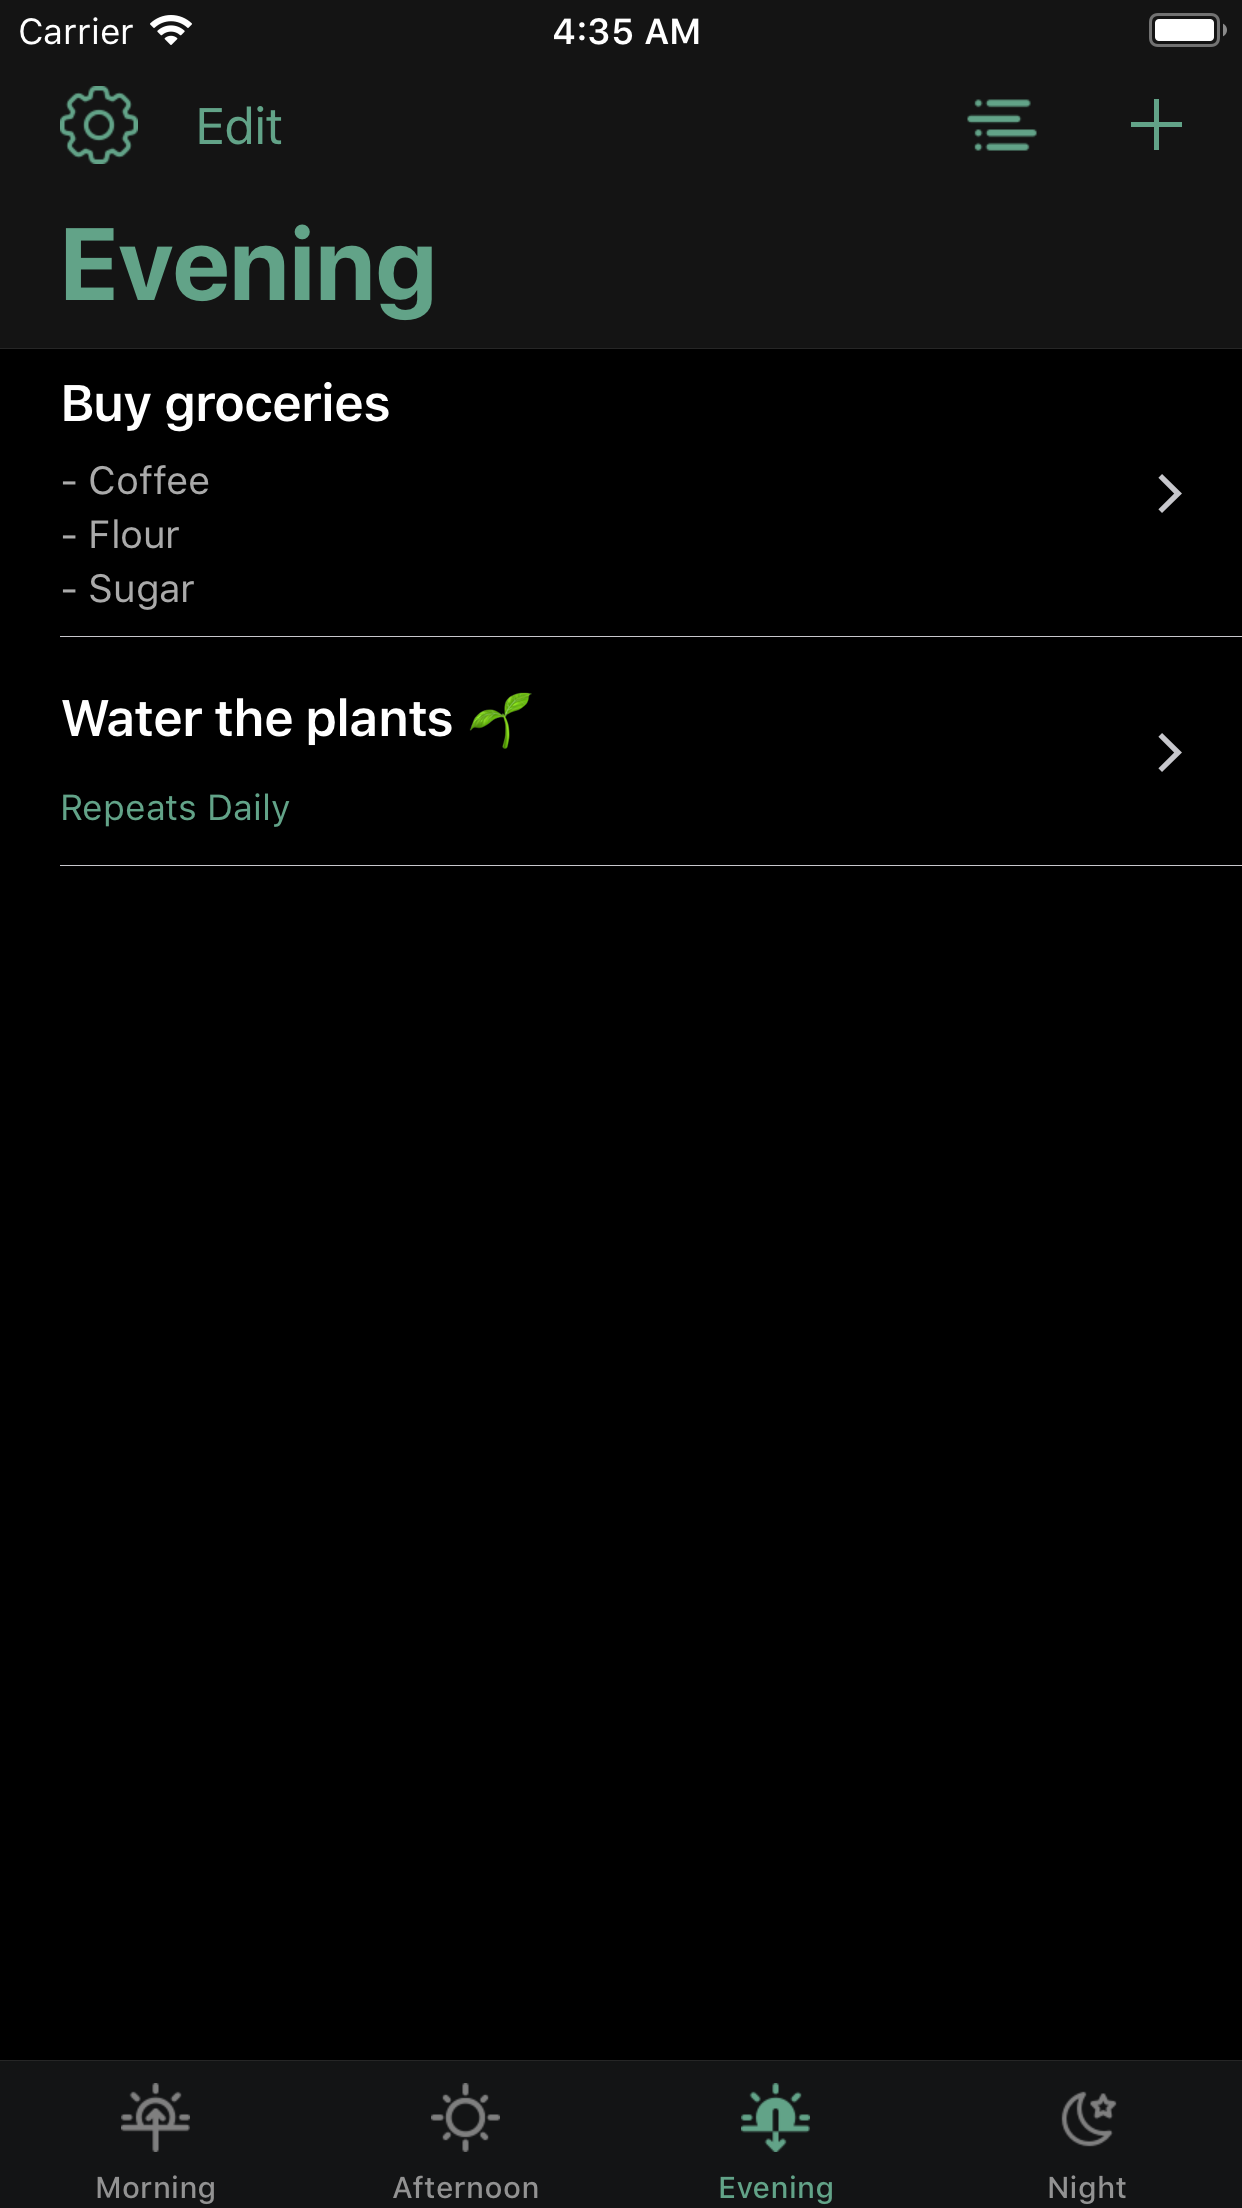 Carrier 4:35 AM
Edit
Evening
Buy groceries
- Coffee
- Flour
- Sugar
Water the plants 🌱
Repeats Daily
Morning Afternoon Evening Night